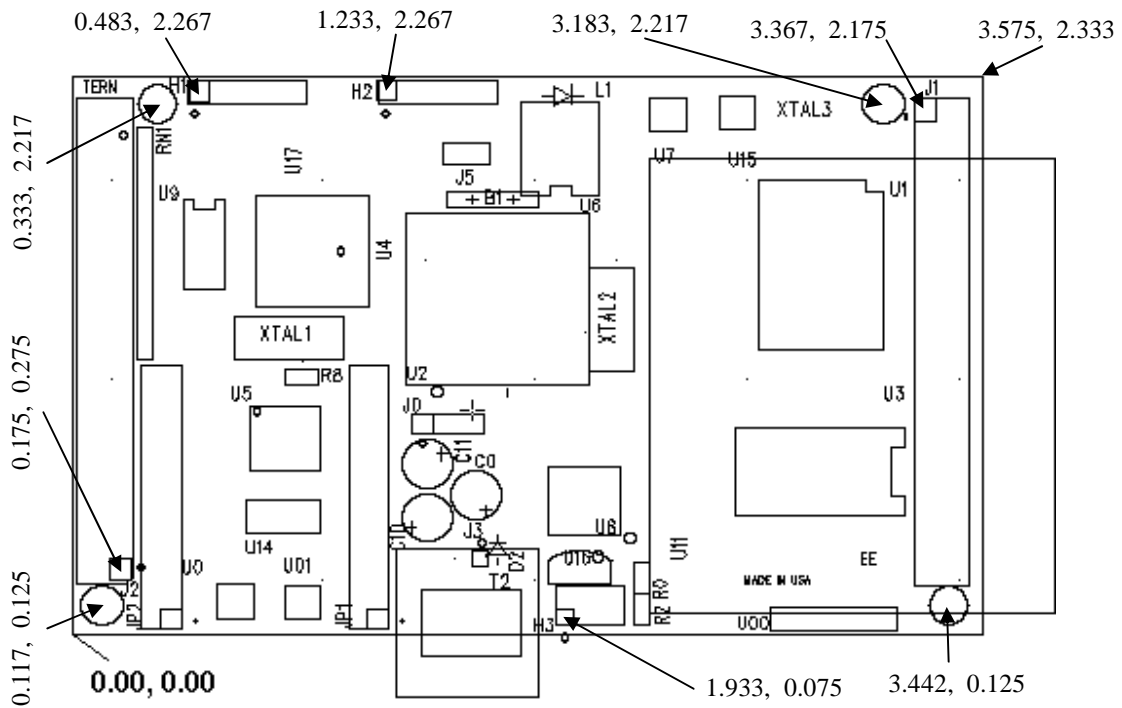 0.483, 2.267
1.233, 2.267
3.183, 2.217
3.367, 2.175
3.575, 2.333
TERN
H1
H2
L1
J1
XTAL3
RN1
U17
J5
U7
U15
0.333, 2.217
U9
B1
U6
U1
U4
XTAL1
XTAL2
R8
U2
U5
J0
U3
0.175, 0.275
C11
C0
U14
C10
J3
U6
D2
U11
U0
U01
U10
EE
J2
T2
MADE IN USA
R0
JP2
JP1
H3
R2
U00
0.117, 0.125
0.00, 0.00
1.933, 0.075
3.442, 0.125